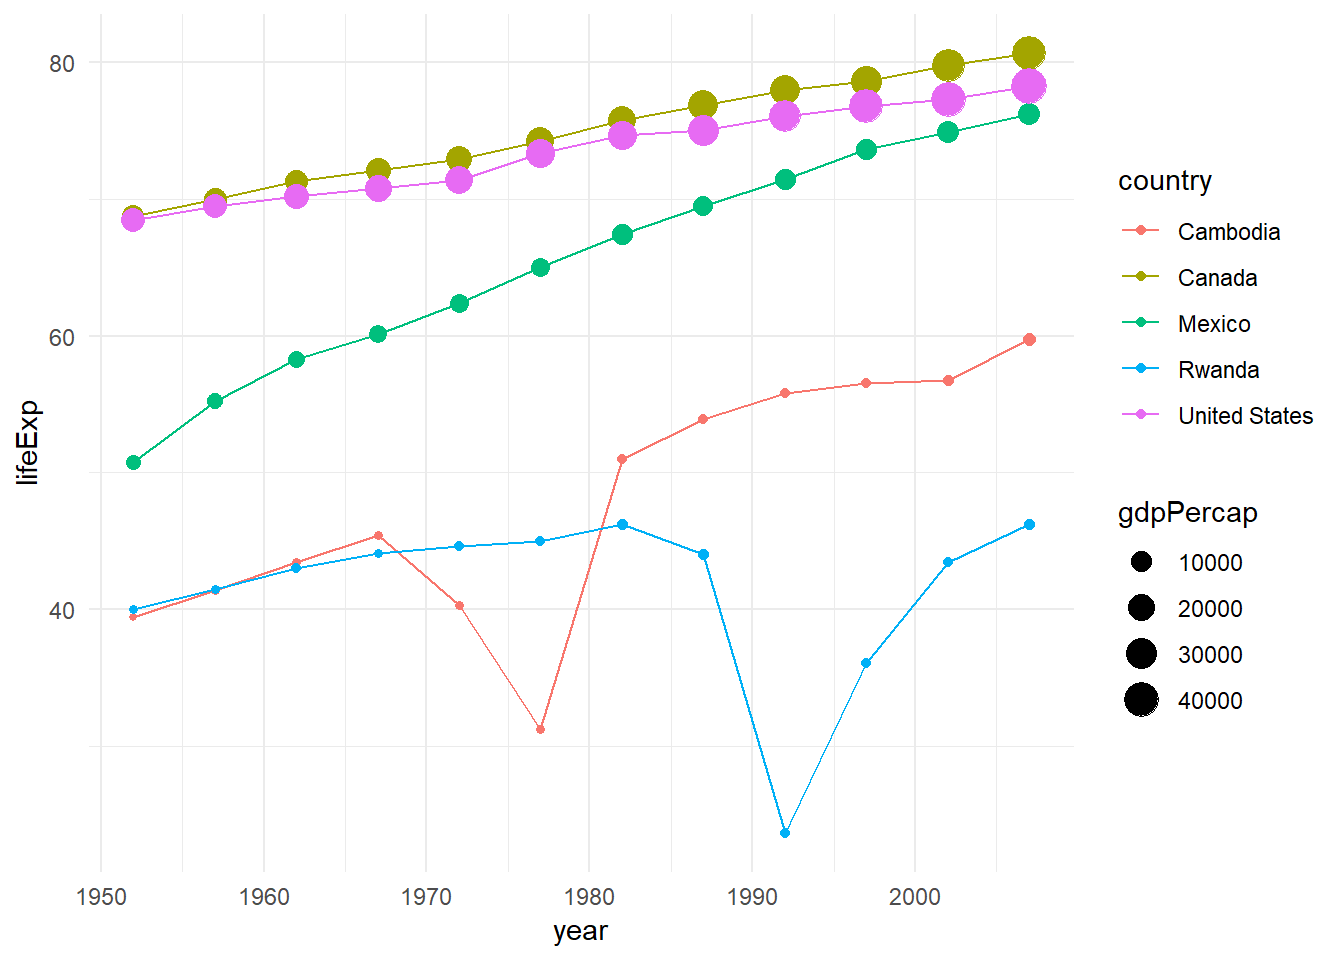 80
60
40
lifeExp
1950 1960 1970 1980 1990 2000
year
country
Cambodia
Canada
Mexico
Rwanda
United States
gdpPercap
10000
20000
30000
40000